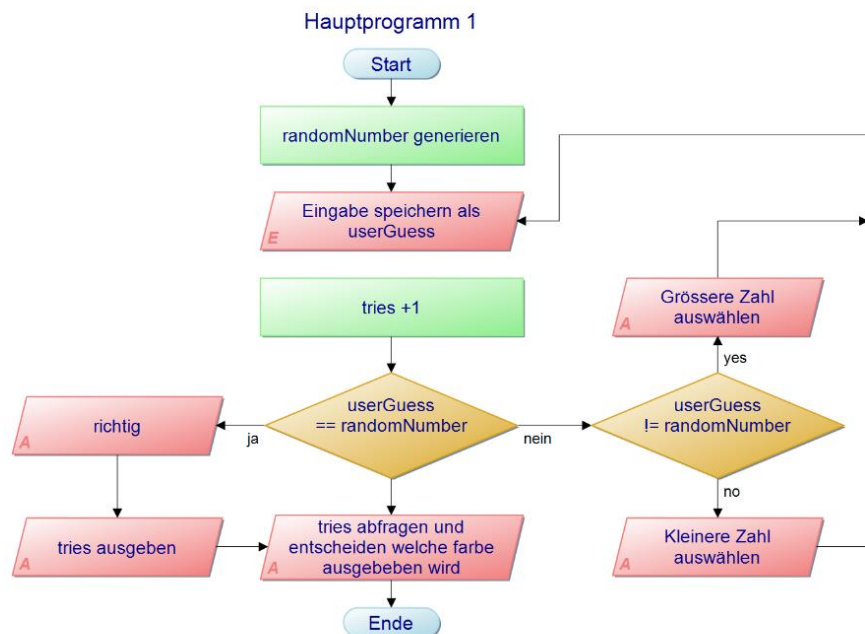 Hauptprogramm 1
Start
randomNumber generieren
Eingabe speichern als
userGuess
E
tries +1
Grössere Zahl
auswählen
A
yes
userGuess
== randomNumber
ja
nein
userGuess
!= randomNumber
richtig
A
no
tries ausgeben
A
tries abfragen und
entscheiden welche farbe
ausgebeben wird
A
Kleinere Zahl
auswählen
A
Ende